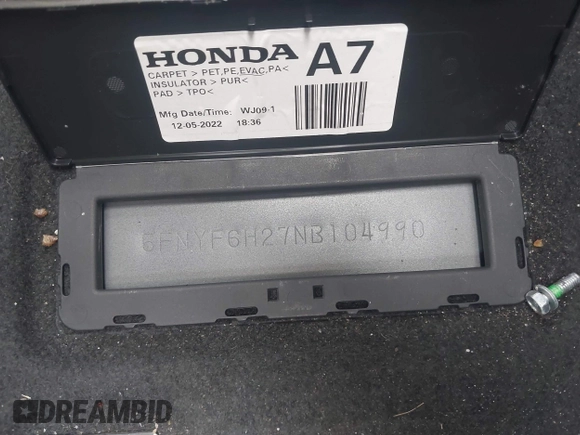 HONDA A7
CARPET > PET,PE,EVAC,PA<
INSULATOR > PUR<
PAD > TPO<
Mfg Date/Time: WJ09-1
12-05-2022 18:36
5FNYF6H27NB104990
DREAMBID